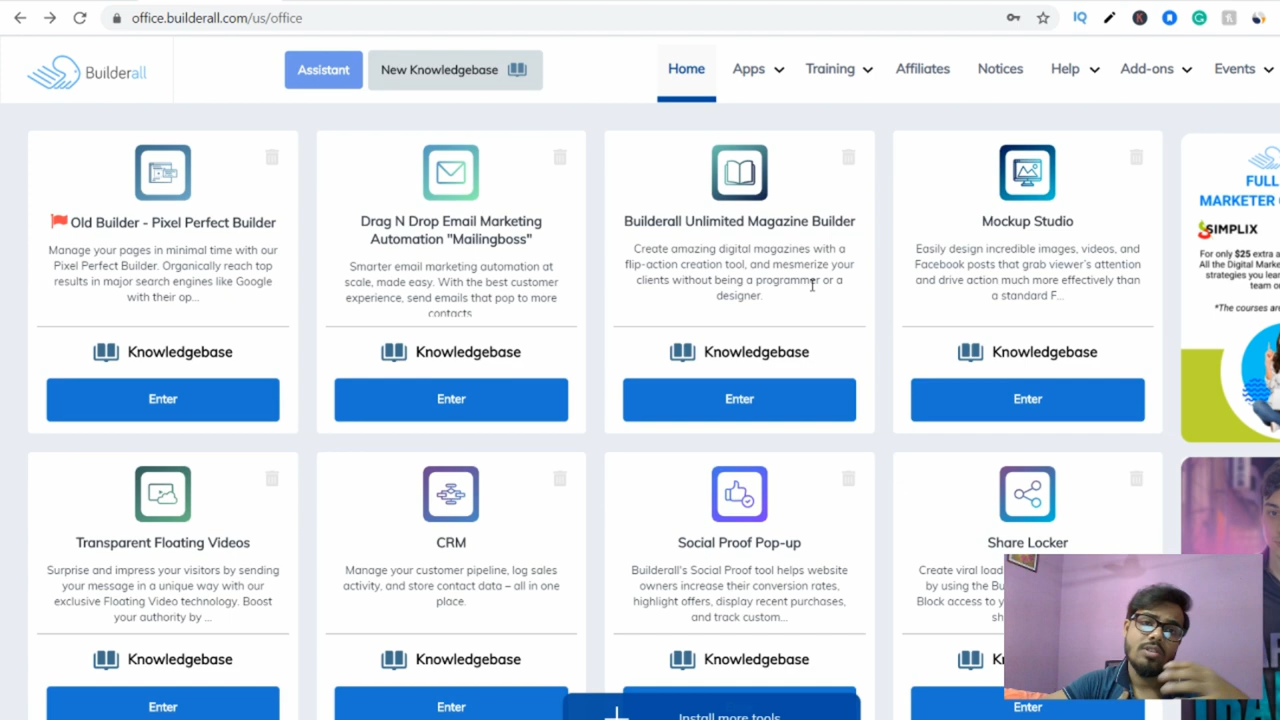 office.builderall.com/us/office
Builderall
Assistant
New Knowledgebase
Home
Apps
Training
Affiliates
Notices
Help
Add-ons
Events
Old Builder - Pixel Perfect Builder
Manage your pages in minimal time with our
Pixel Perfect Builder. Organically reach top
results in major search engines like Google
with their op...
Knowledgebase
Enter
Drag N Drop Email Marketing
Automation "Mailingboss"
Smarter email marketing automation at
scale, made easy. With the best customer
experience, send emails that pop to more
contacts
Knowledgebase
Enter
Builderall Unlimited Magazine Builder
Create amazing digital magazines with a
flip-action creation tool, and mesmerize your
clients without being a programmer or a
designer.
Knowledgebase
Enter
Mockup Studio
Easily design incredible images, videos, and
Facebook posts that grab viewer's attention
and drive action much more effectively than
a standard F...
Knowledgebase
Enter
FULL
MARKETER
SIMPLIX
For only $25 extra a
All the Digital Marke
strategies you lear
team o
*The courses are
Transparent Floating Videos
Surprise and impress your visitors by sending
your message in a unique way with our
exclusive Floating Video technology. Boost
your authority by ...
Knowledgebase
Enter
CRM
Manage your customer pipeline, log sales
activity, and store contact data – all in one
place.
Knowledgebase
Enter
Social Proof Pop-up
Builderall's Social Proof tool helps website
owners increase their conversion rates,
highlight offers, display recent purchases,
and track custom...
Knowledgebase
Share Locker
Create viral load
by using the Bu
Block access to y
sh
Kn
Enter
Install more tools